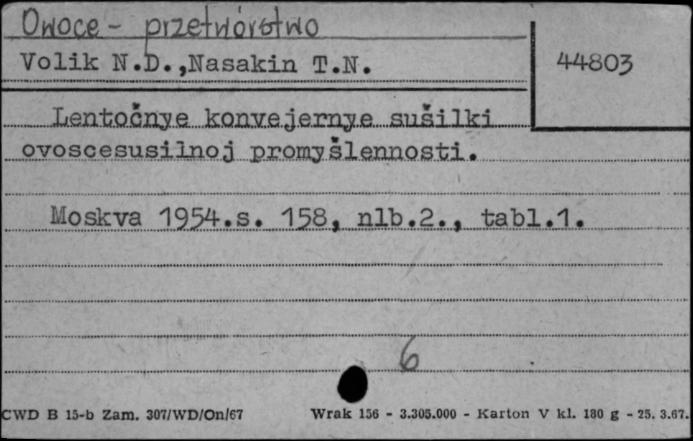 Owoce - przetwórstwo
Volik N.D.,Nasakin T.N.
44803
Lentočnye konvejernye sušilki
ovoscesusilnoj promyšlennosti.
Moskva 1954.s. 158, nlb.2., tabl.1.
6
CWD B 15-b Zam. 307/WD/On/67 Wrak 156 - 3.305.000 - Karton V kl. 180 g - 25. 3.67.